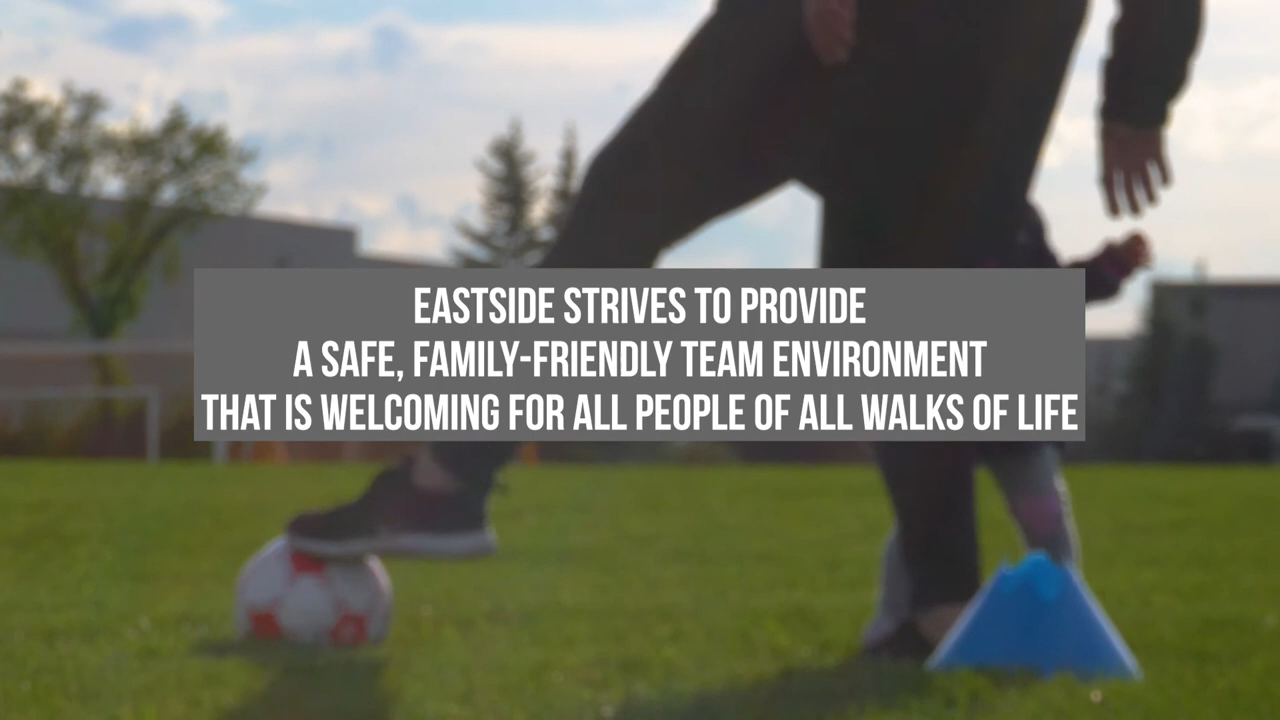 EASTSIDE STRIVES TO PROVIDE
A SAFE, FAMILY-FRIENDLY TEAM ENVIRONMENT
THAT IS WELCOMING FOR ALL PEOPLE OF ALL WALKS OF LIFE